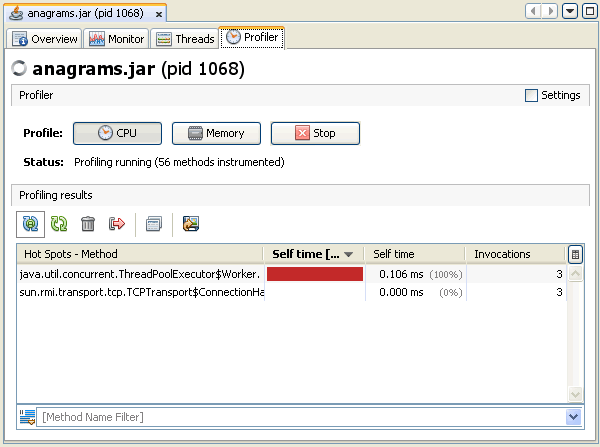 anagrams.jar (pid 1068)
Overview Monitor Threads Profiler
anagrams.jar (pid 1068)
Profiler Settings
Profile: CPU Memory Stop
Status: Profiling running (56 methods instrumented)
Profiling results
Hot Spots - Method Self time [... Self time Invocations
java.util.concurrent.ThreadPoolExecutor$Worker. 0.106 ms (100%) 3
sun.rmi.transport.tcp.TCPTransport$ConnectionHa 0.000 ms (0%) 3
[Method Name Filter]